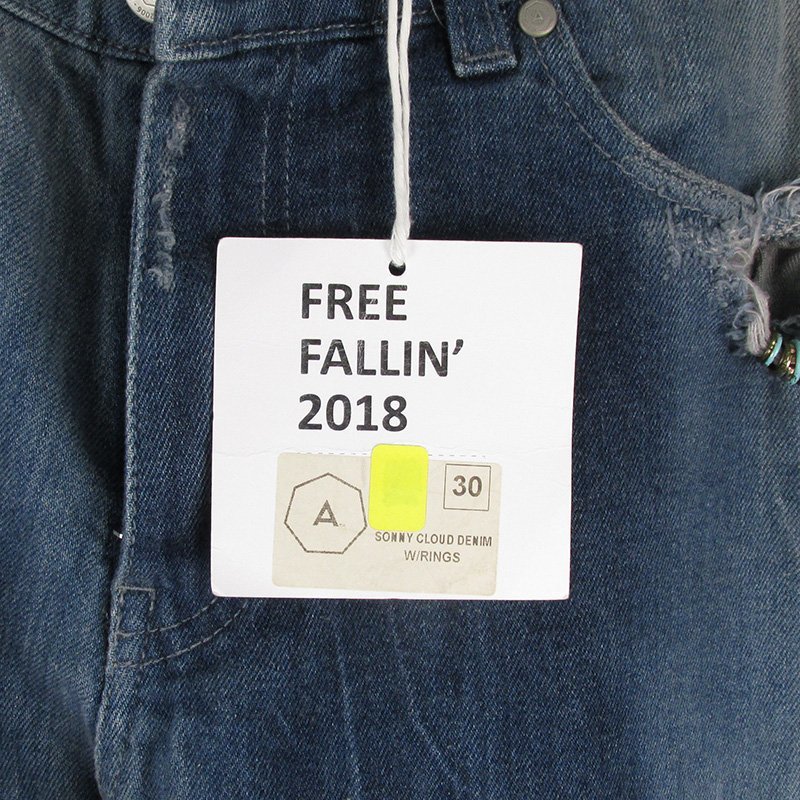 FREE
FALLIN'
2018
30
A
SONNY CLOUD DENIM
W/RINGS
A